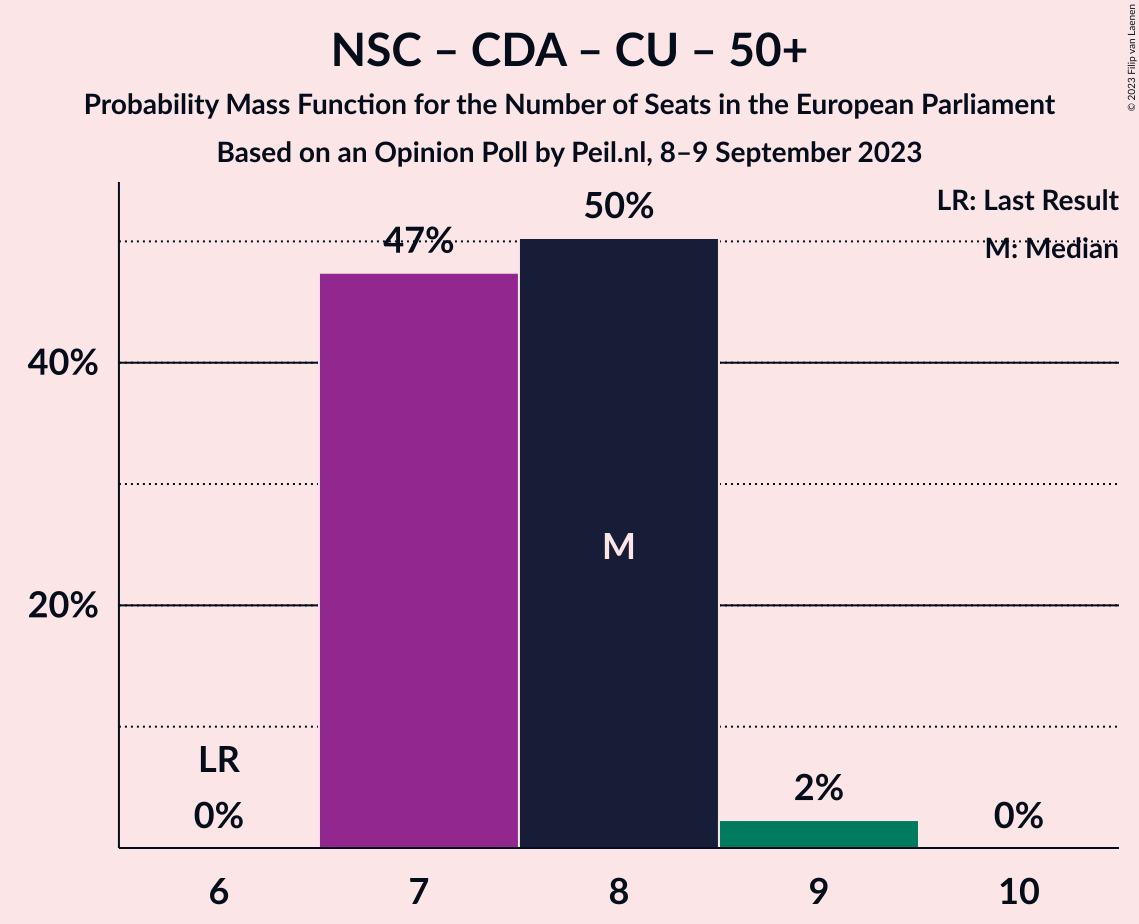 NSC – CDA – CU – 50+
Probability Mass Function for the Number of Seats in the European Parliament
Based on an Opinion Poll by Peil.nl, 8–9 September 2023
© 2023 Filip van Laenen
LR: Last Result
M: Median
50%
47%
40%
M
20%
LR
0%
2%
0%
6 7 8 9 10